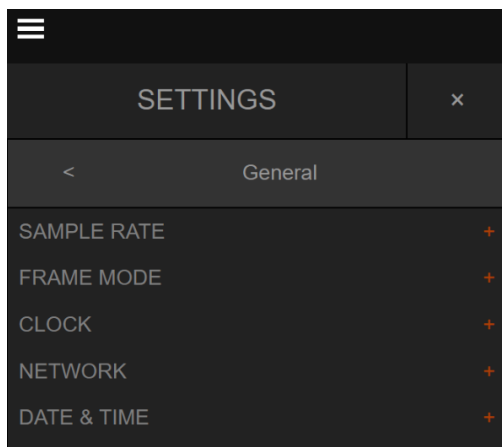 SETTINGS ×
< General
SAMPLE RATE +
FRAME MODE +
CLOCK +
NETWORK +
DATE & TIME +